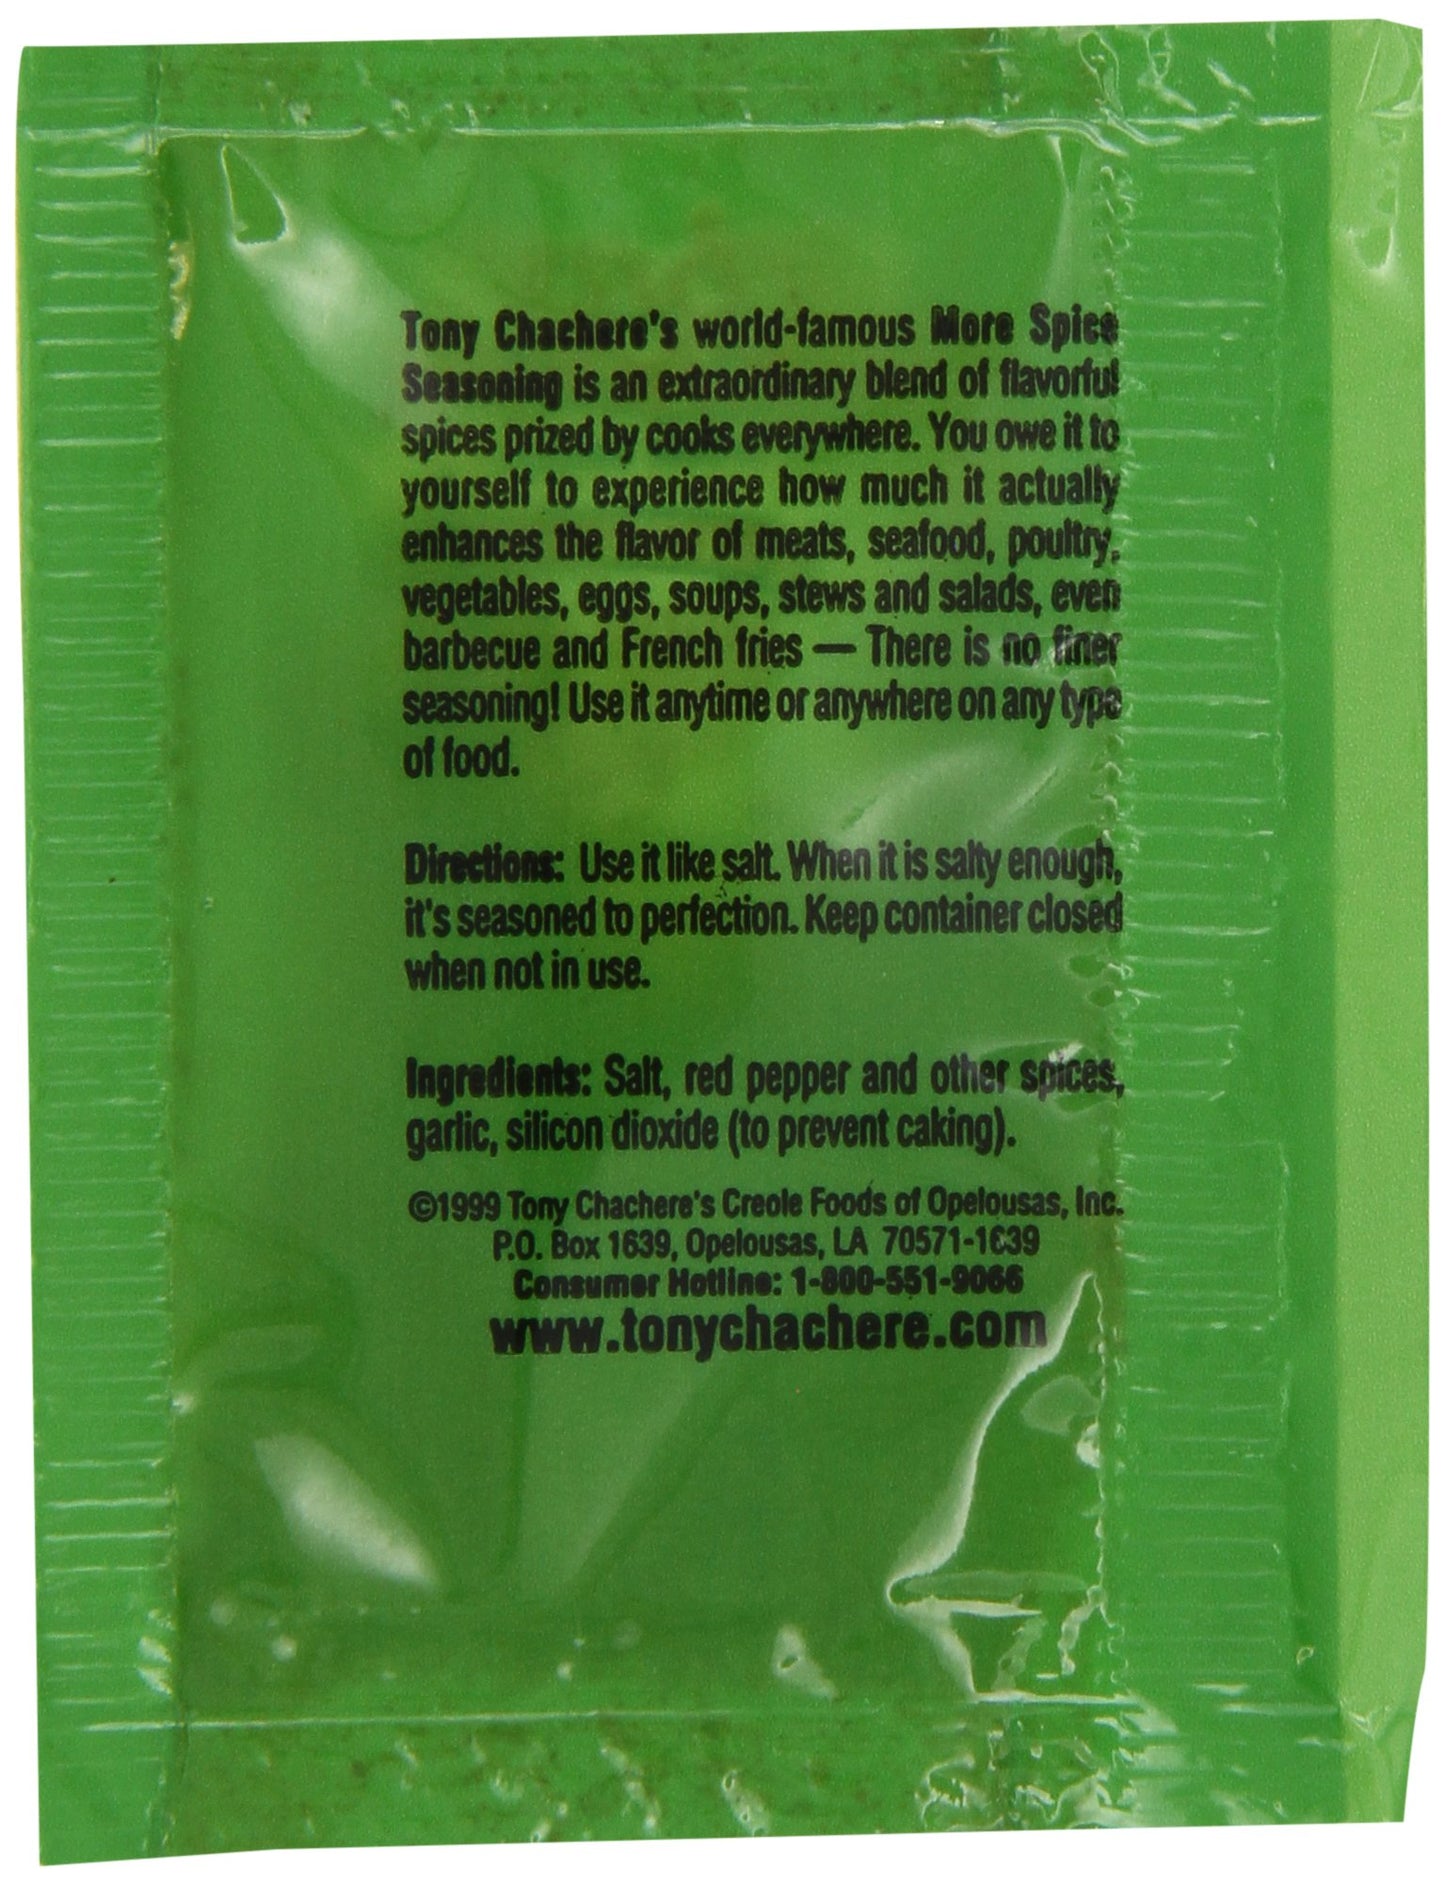 Tony Chachere's world-famous More Spice
Seasoning is an extraordinary blend of flavorful
spices prized by cooks everywhere. You owe it to
yourself to experience how much it actually
enhances the flavor of meats, seafood, poultry,
vegetables, eggs, soups, stews and salads, even
barbecue and French fries — There is no finer
seasoning! Use it anytime or anywhere on any type
of food.
Directions: Use it like salt. When it is salty enough,
it's seasoned to perfection. Keep container closed
when not in use.
Ingredients: Salt, red pepper and other spices,
garlic, silicon dioxide (to prevent caking).
©1999 Tony Chachere's Creole Foods of Opelousas, Inc.
P.O. Box 1639, Opelousas, LA 70571-1639
Consumer Hotline: 1-800-551-9066
www.tonychachere.com